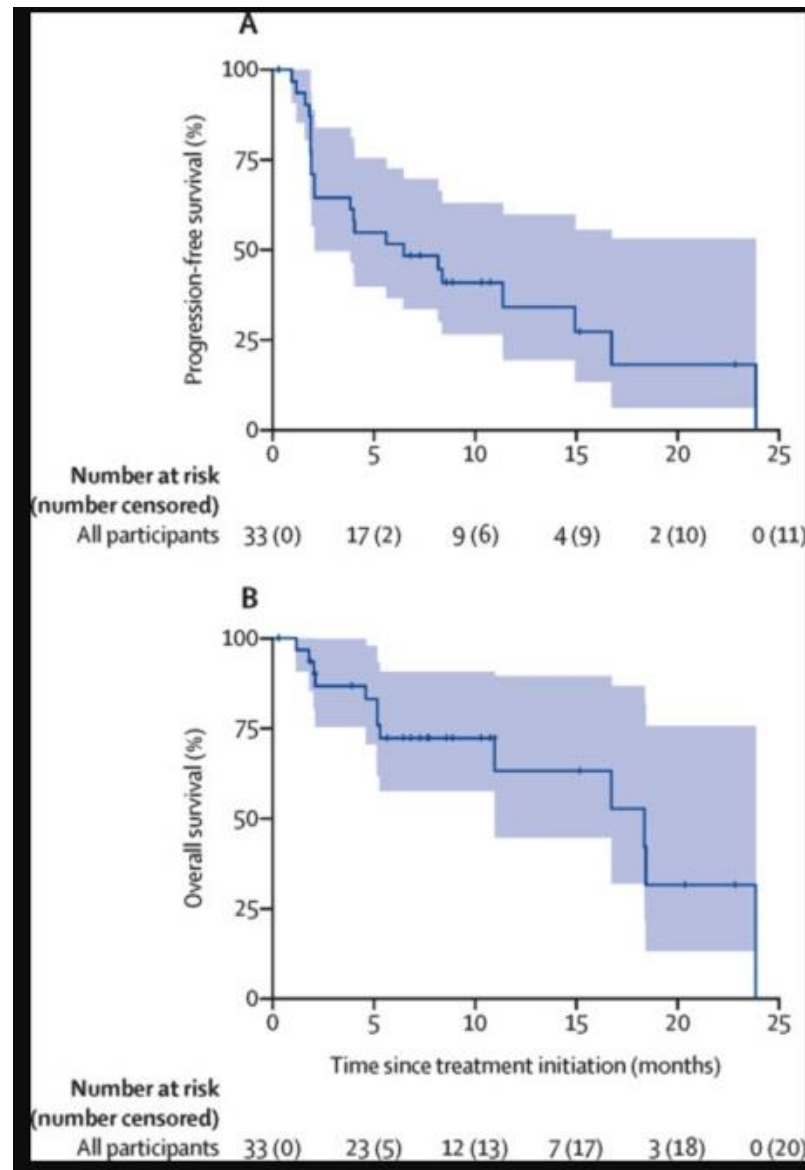 A
Progression-free survival (%)
100
75
50
25
0
0 5 10 15 20 25
Number at risk
(number censored)
All participants 33 (0) 17 (2) 9 (6) 4 (9) 2 (10) 0 (11)
B
Overall survival (%)
100
75
50
25
0
0 5 10 15 20 25
Time since treatment initiation (months)
Number at risk
(number censored)
All participants 33 (0) 23 (5) 12 (13) 7 (17) 3 (18) 0 (20)